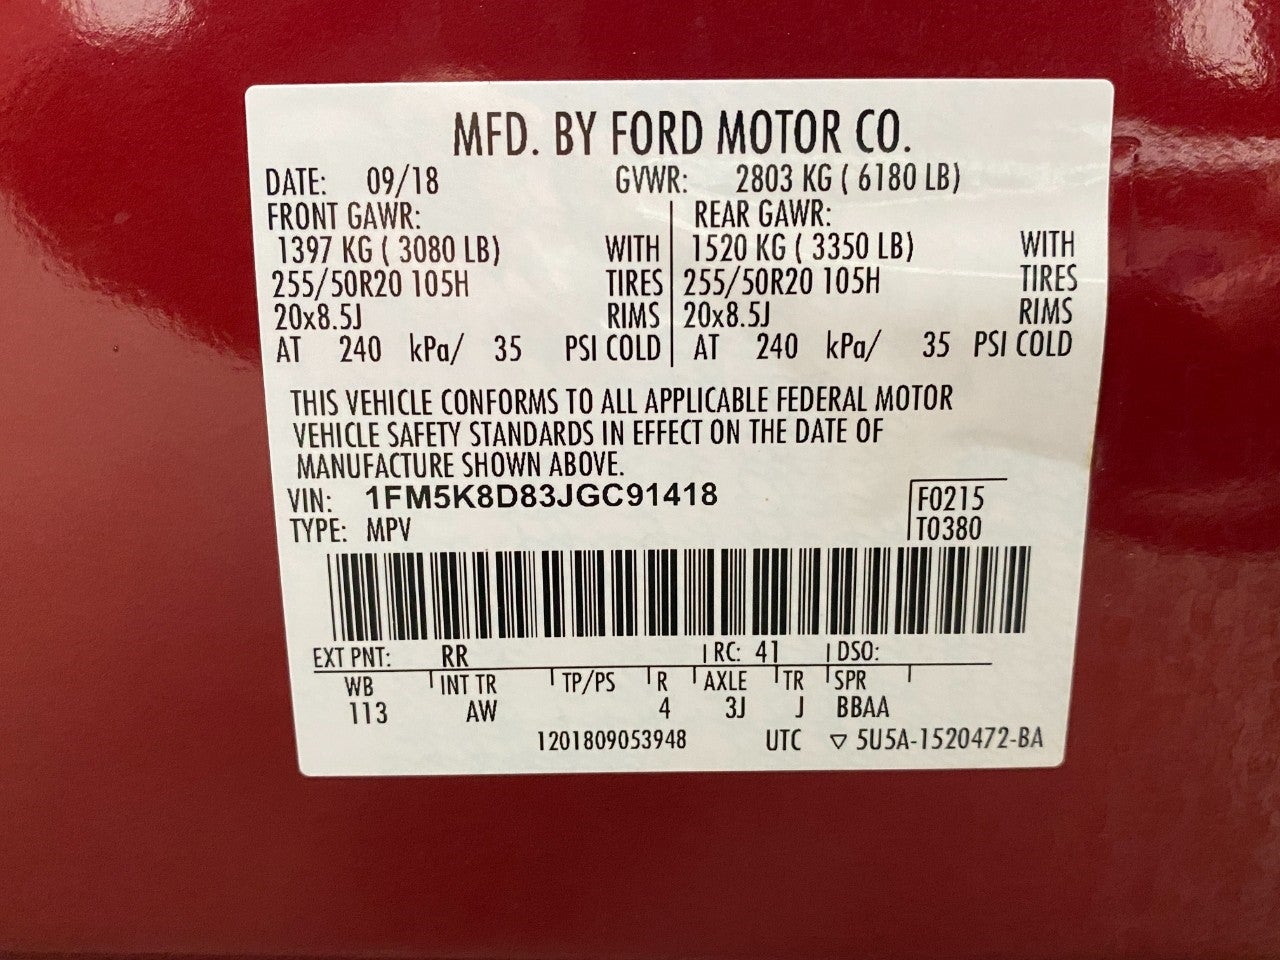 MFD. BY FORD MOTOR CO.
DATE: 09/18 GVWR: 2803 KG ( 6180 LB)
FRONT GAWR: REAR GAWR:
1397 KG ( 3080 LB) WITH 1520 KG ( 3350 LB) WITH
255/50R20 105H TIRES 255/50R20 105H TIRES
20x8.5J RIMS 20x8.5J RIMS
AT 240 kPa/ 35 PSI COLD AT 240 kPa/ 35 PSI COLD
THIS VEHICLE CONFORMS TO ALL APPLICABLE FEDERAL MOTOR
VEHICLE SAFETY STANDARDS IN EFFECT ON THE DATE OF
MANUFACTURE SHOWN ABOVE.
VIN: 1FM5K8D83JGC91418 F0215
TYPE: MPV T0380
EXT PNT: RR RC: 41 DSO:
WB INT TR TP/PS R AXLE TR SPR
113 AW 4 3J J BBAA
1201809053948 UTC ▽ 5U5A-1520472-BA